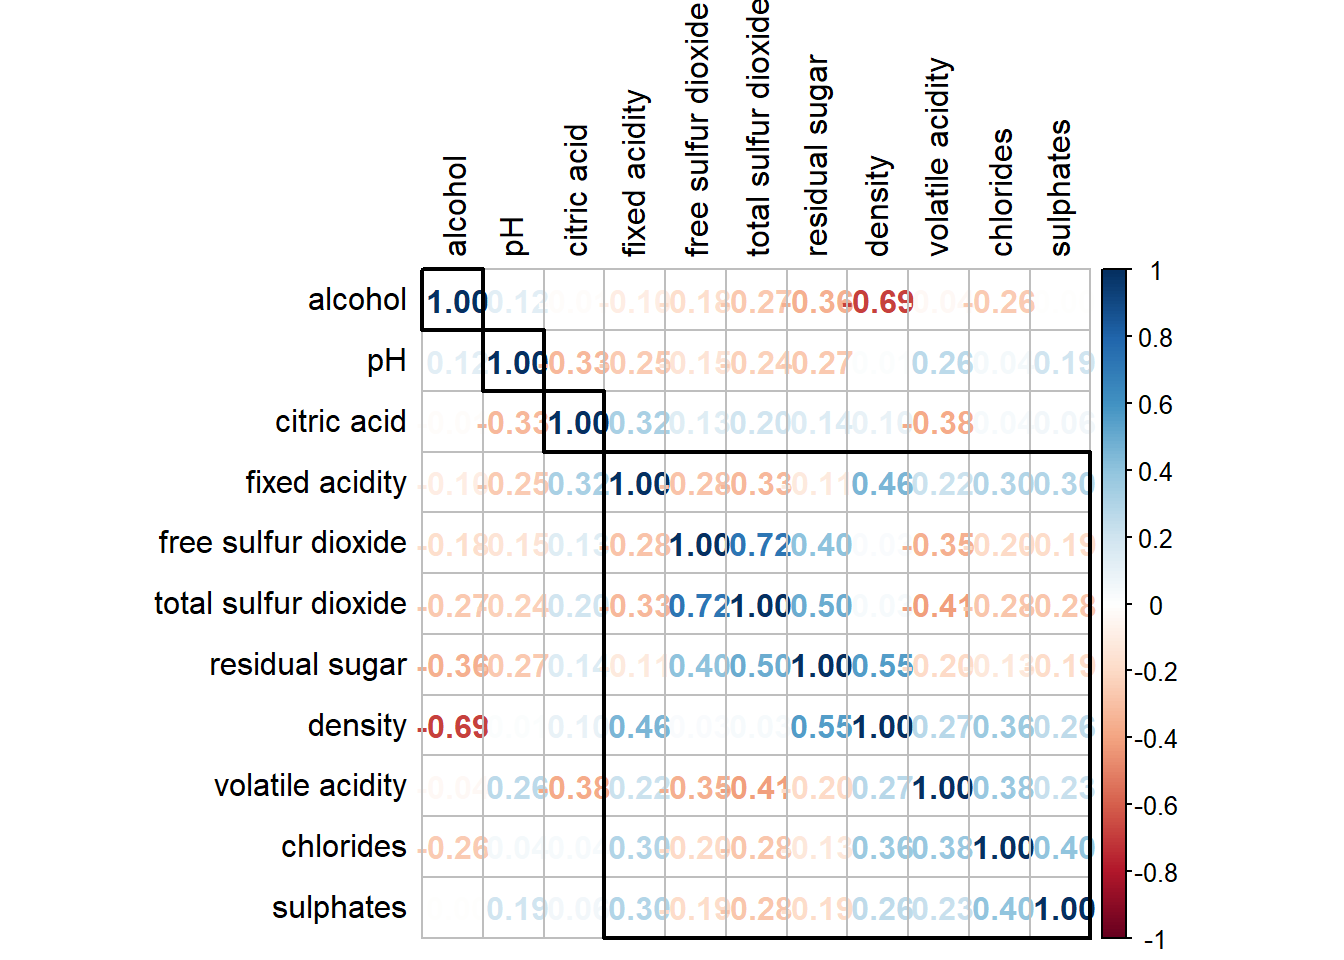 alcohol pH citric acid fixed acidity free sulfur dioxide total sulfur dioxide residual sugar density volatile acidity chlorides sulphates
alcohol 1.00 0.12 -0.10 -0.18 -0.27 -0.36 -0.69 -0.04 -0.26
pH 0.12 1.00 -0.33 -0.25 -0.15 -0.24 -0.27 0.01 0.26 0.04 0.19
citric acid -0.33 1.00 0.32 0.13 0.20 0.14 0.10 -0.38 0.04 0.06
fixed acidity -0.10 -0.25 0.32 1.00 -0.28 -0.33 -0.11 0.46 0.22 0.30 0.30
free sulfur dioxide -0.18 -0.15 0.13 -0.28 1.00 0.72 0.40 0.03 -0.35 -0.20 -0.19
total sulfur dioxide -0.27 -0.24 0.20 -0.33 0.72 1.00 0.50 0.03 -0.41 -0.28 -0.28
residual sugar -0.36 -0.27 0.14 -0.11 0.40 0.50 1.00 0.55 -0.20 -0.13 -0.19
density -0.69 0.01 0.10 0.46 0.03 0.03 0.55 1.00 0.27 0.36 0.26
volatile acidity -0.04 0.26 -0.38 0.22 -0.35 -0.41 -0.20 0.27 1.00 0.38 0.23
chlorides -0.26 0.04 0.04 0.30 -0.20 -0.28 -0.13 0.36 0.38 1.00 0.40
sulphates 0.19 0.06 0.30 -0.19 -0.28 -0.19 0.26 0.23 0.40 1.00
1
0.8
0.6
0.4
0.2
0
-0.2
-0.4
-0.6
-0.8
-1